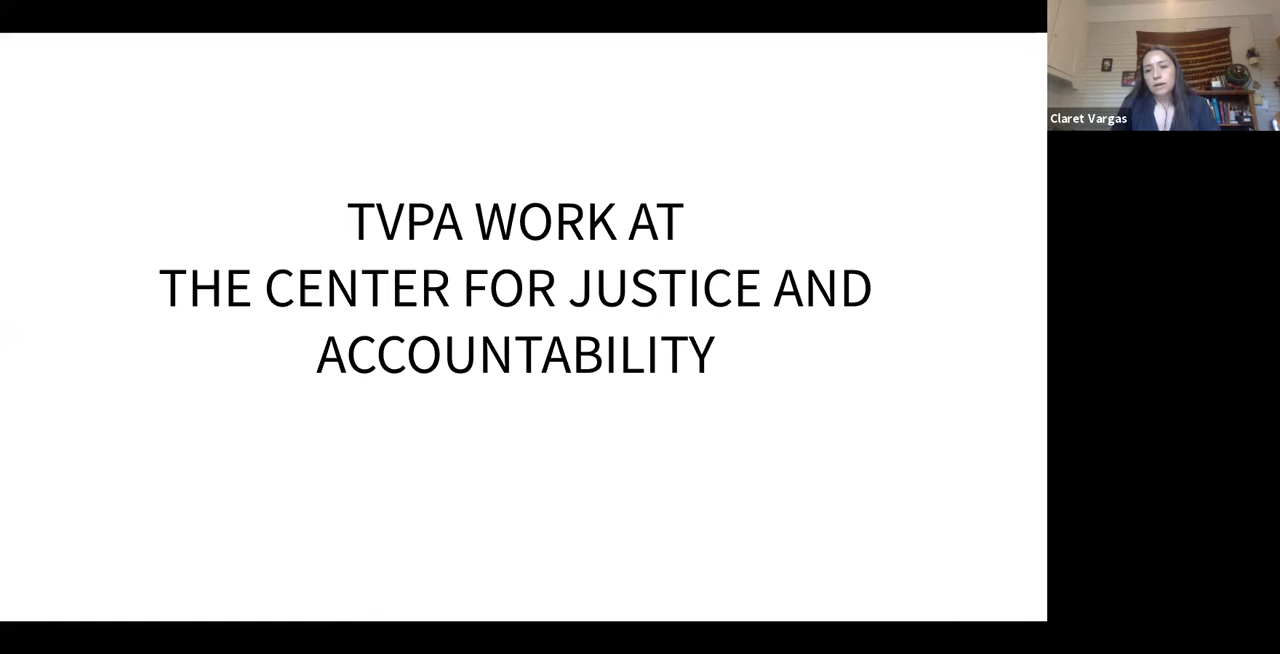 TVPA WORK AT
THE CENTER FOR JUSTICE AND
ACCOUNTABILITY
Claret Vargas